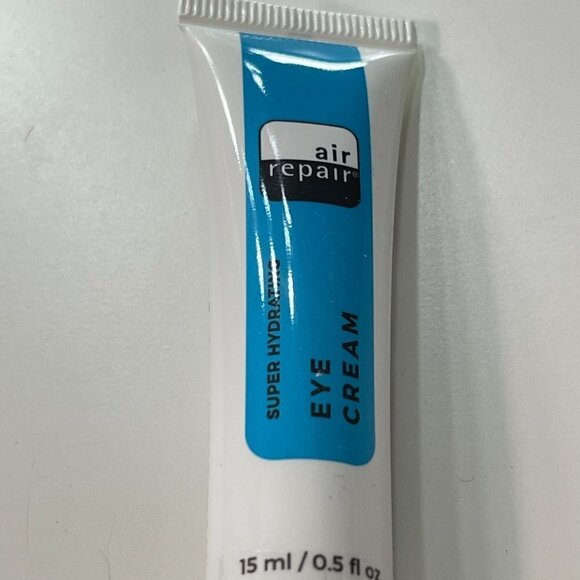 air
repair®
SUPER HYDRATING
EYE
CREAM
15 ml / 0.5 fl oz